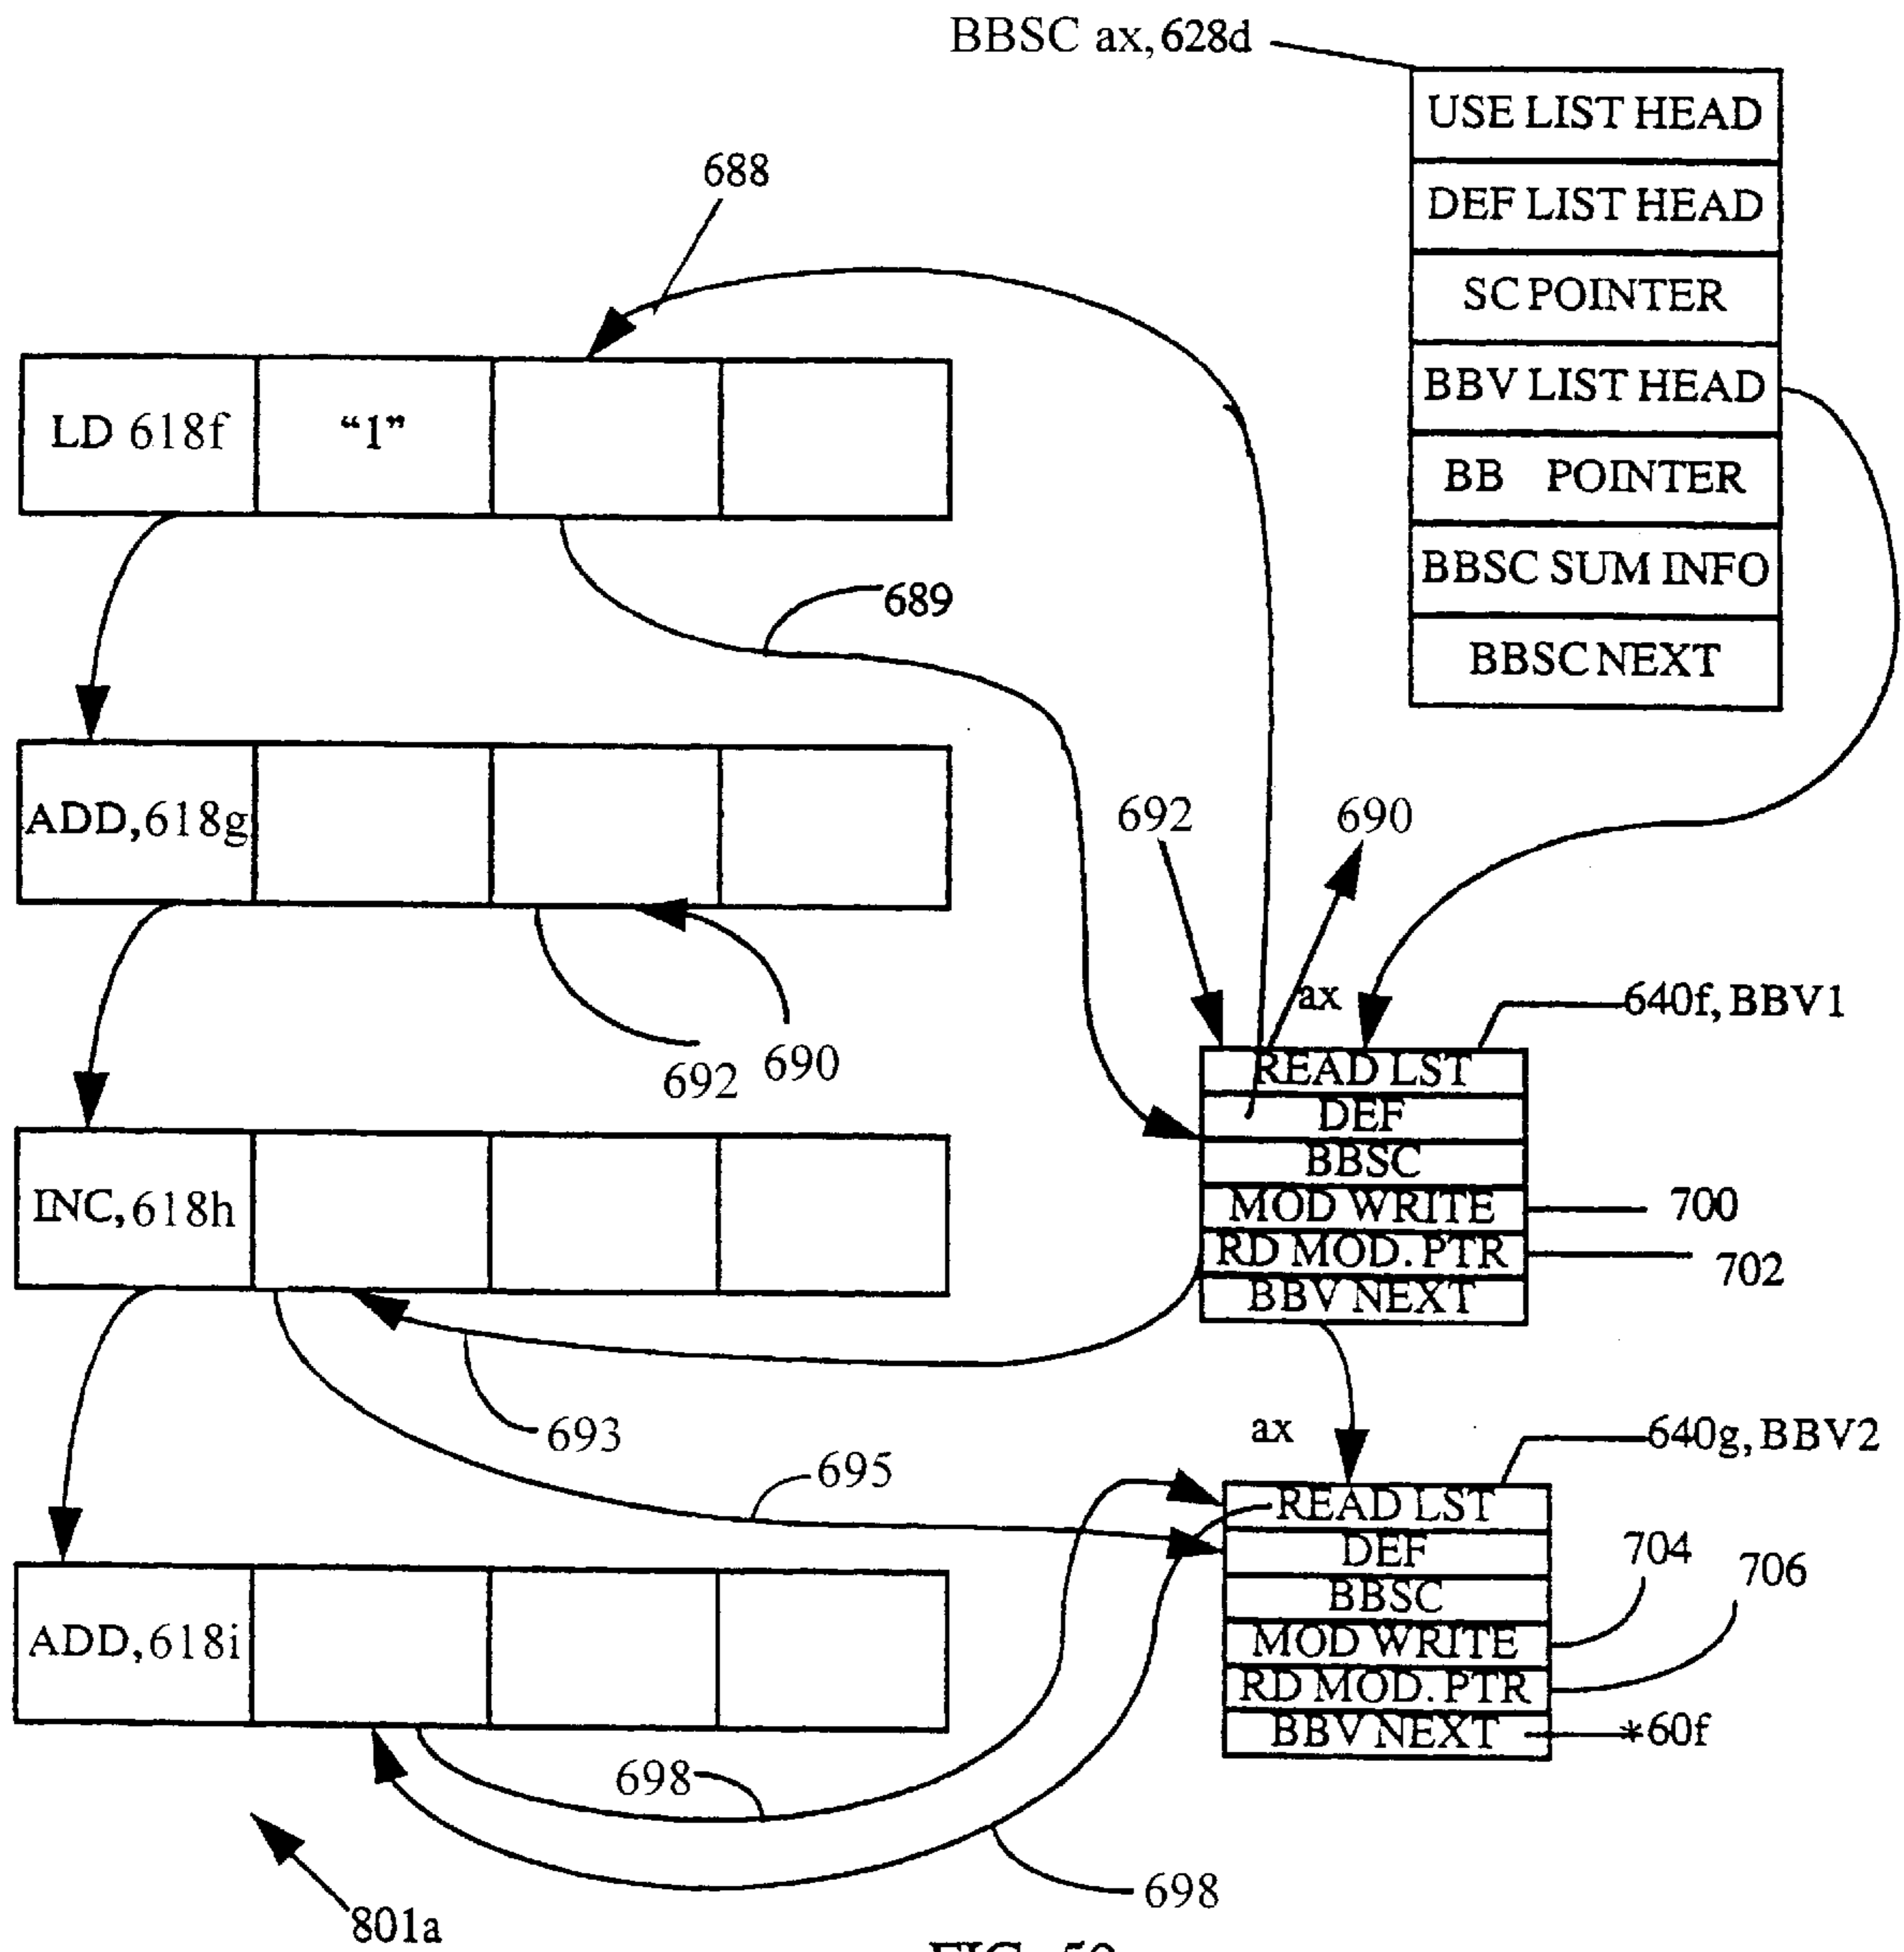 BBSC ax, 628d
USE LIST HEAD
DEF LIST HEAD
SC POINTER
BBV LIST HEAD
BB POINTER
BBSC SUM INFO
BBSC NEXT
688
LD 618f
“1”
689
ADD, 618g
692
690
692
690
ax
640f, BBV1
READ LST
DEF
BBSC
MOD WRITE
700
RD MOD. PTR
702
BBV NEXT
INC, 618h
693
695
ax
640g, BBV2
READ LST
DEF
704
706
BBSC
MOD WRITE
RD MOD. PTR
BBV NEXT
*60f
ADD, 618i
698
698
801a